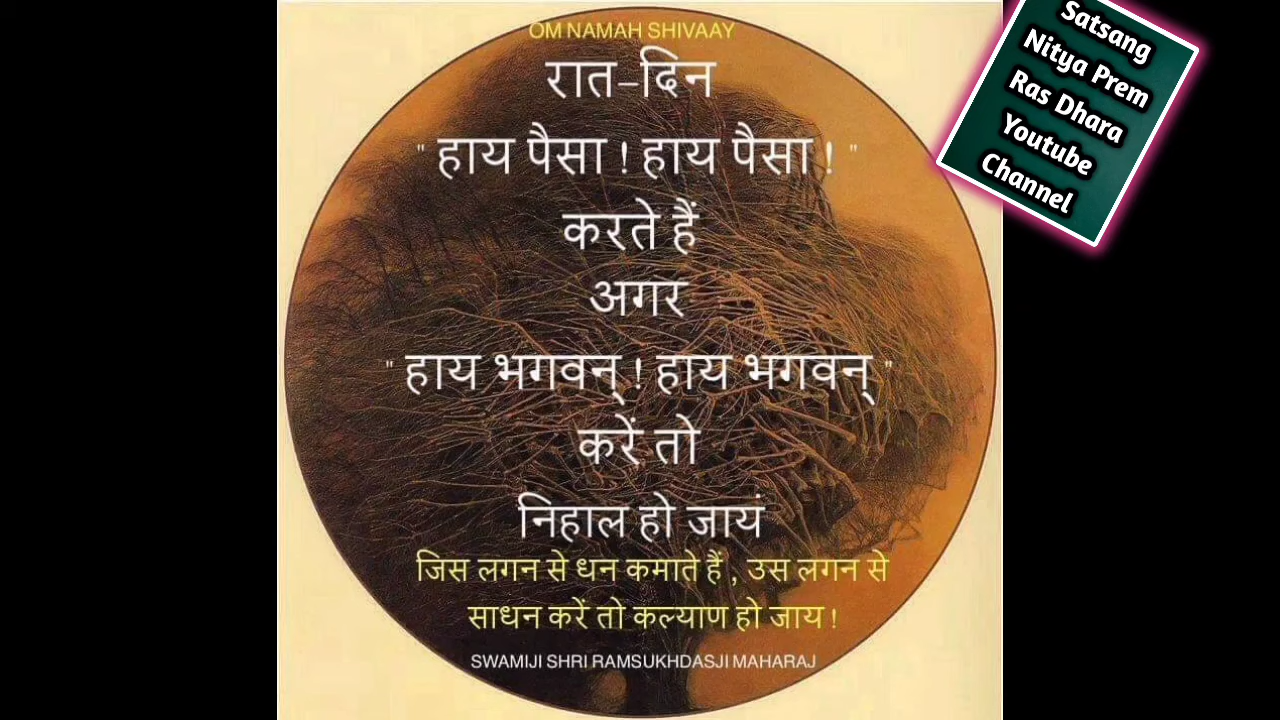 OM NAMAH SHIVAAY
रात–दिन
" हाय पैसा ! हाय पैसा ! "
करते हैं
अगर
" हाय भगवन् ! हाय भगवन् "
करें तो
निहाल हो जायं
जिस लगन से धन कमाते हैं , उस लगन से
साधन करें तो कल्याण हो जाय !
SWAMIJI SHRI RAMSUKHDASJI MAHARAJ
Satsang
Nitya Prem
Ras Dhara
Youtube
Channel